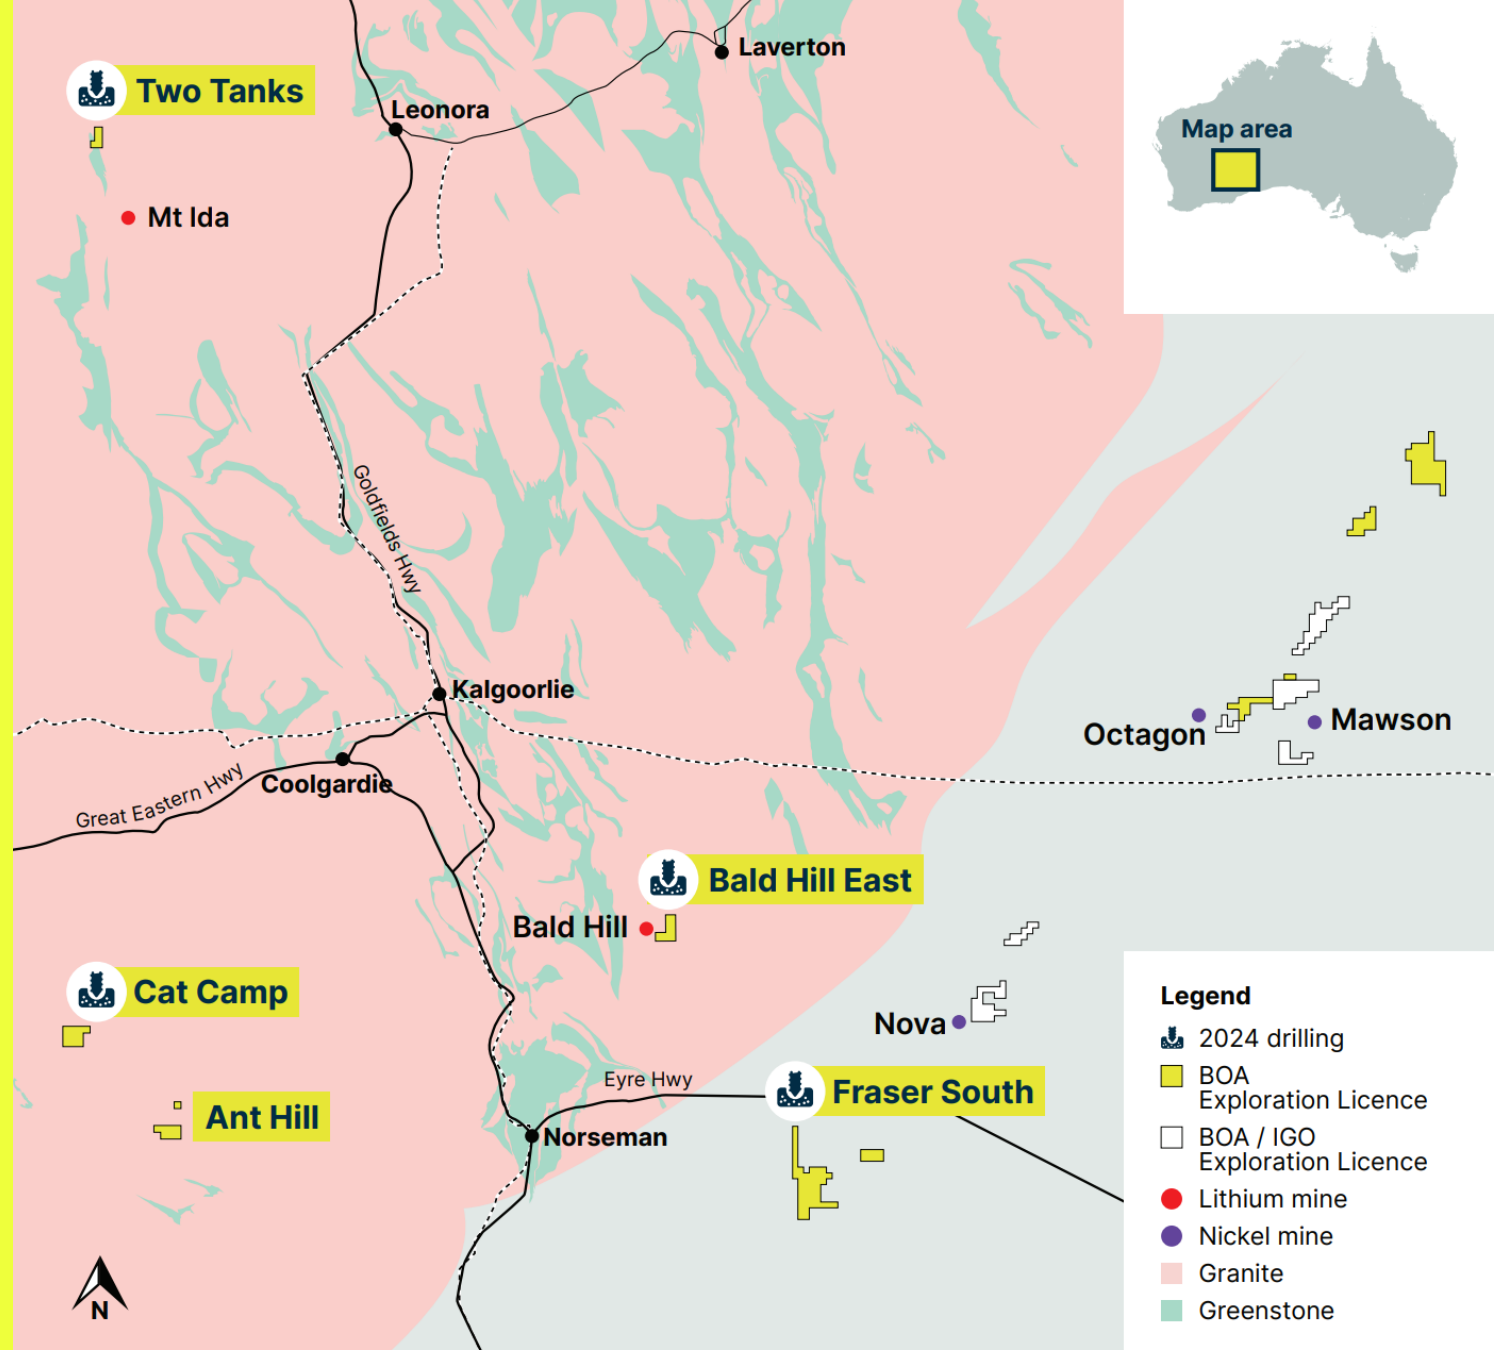 Laverton
Two Tanks
Leonora
Map area
Mt Ida
Goldfields Hwy
Kalgoorlie
Octagon
Mawson
Coolgardie
Great Eastern Hwy
Bald Hill East
Bald Hill
Cat Camp
Nova
Eyre Hwy
Fraser South
Ant Hill
Norseman
N
Legend
2024 drilling
BOA
Exploration Licence
BOA / IGO
Exploration Licence
Lithium mine
Nickel mine
Granite
Greenstone